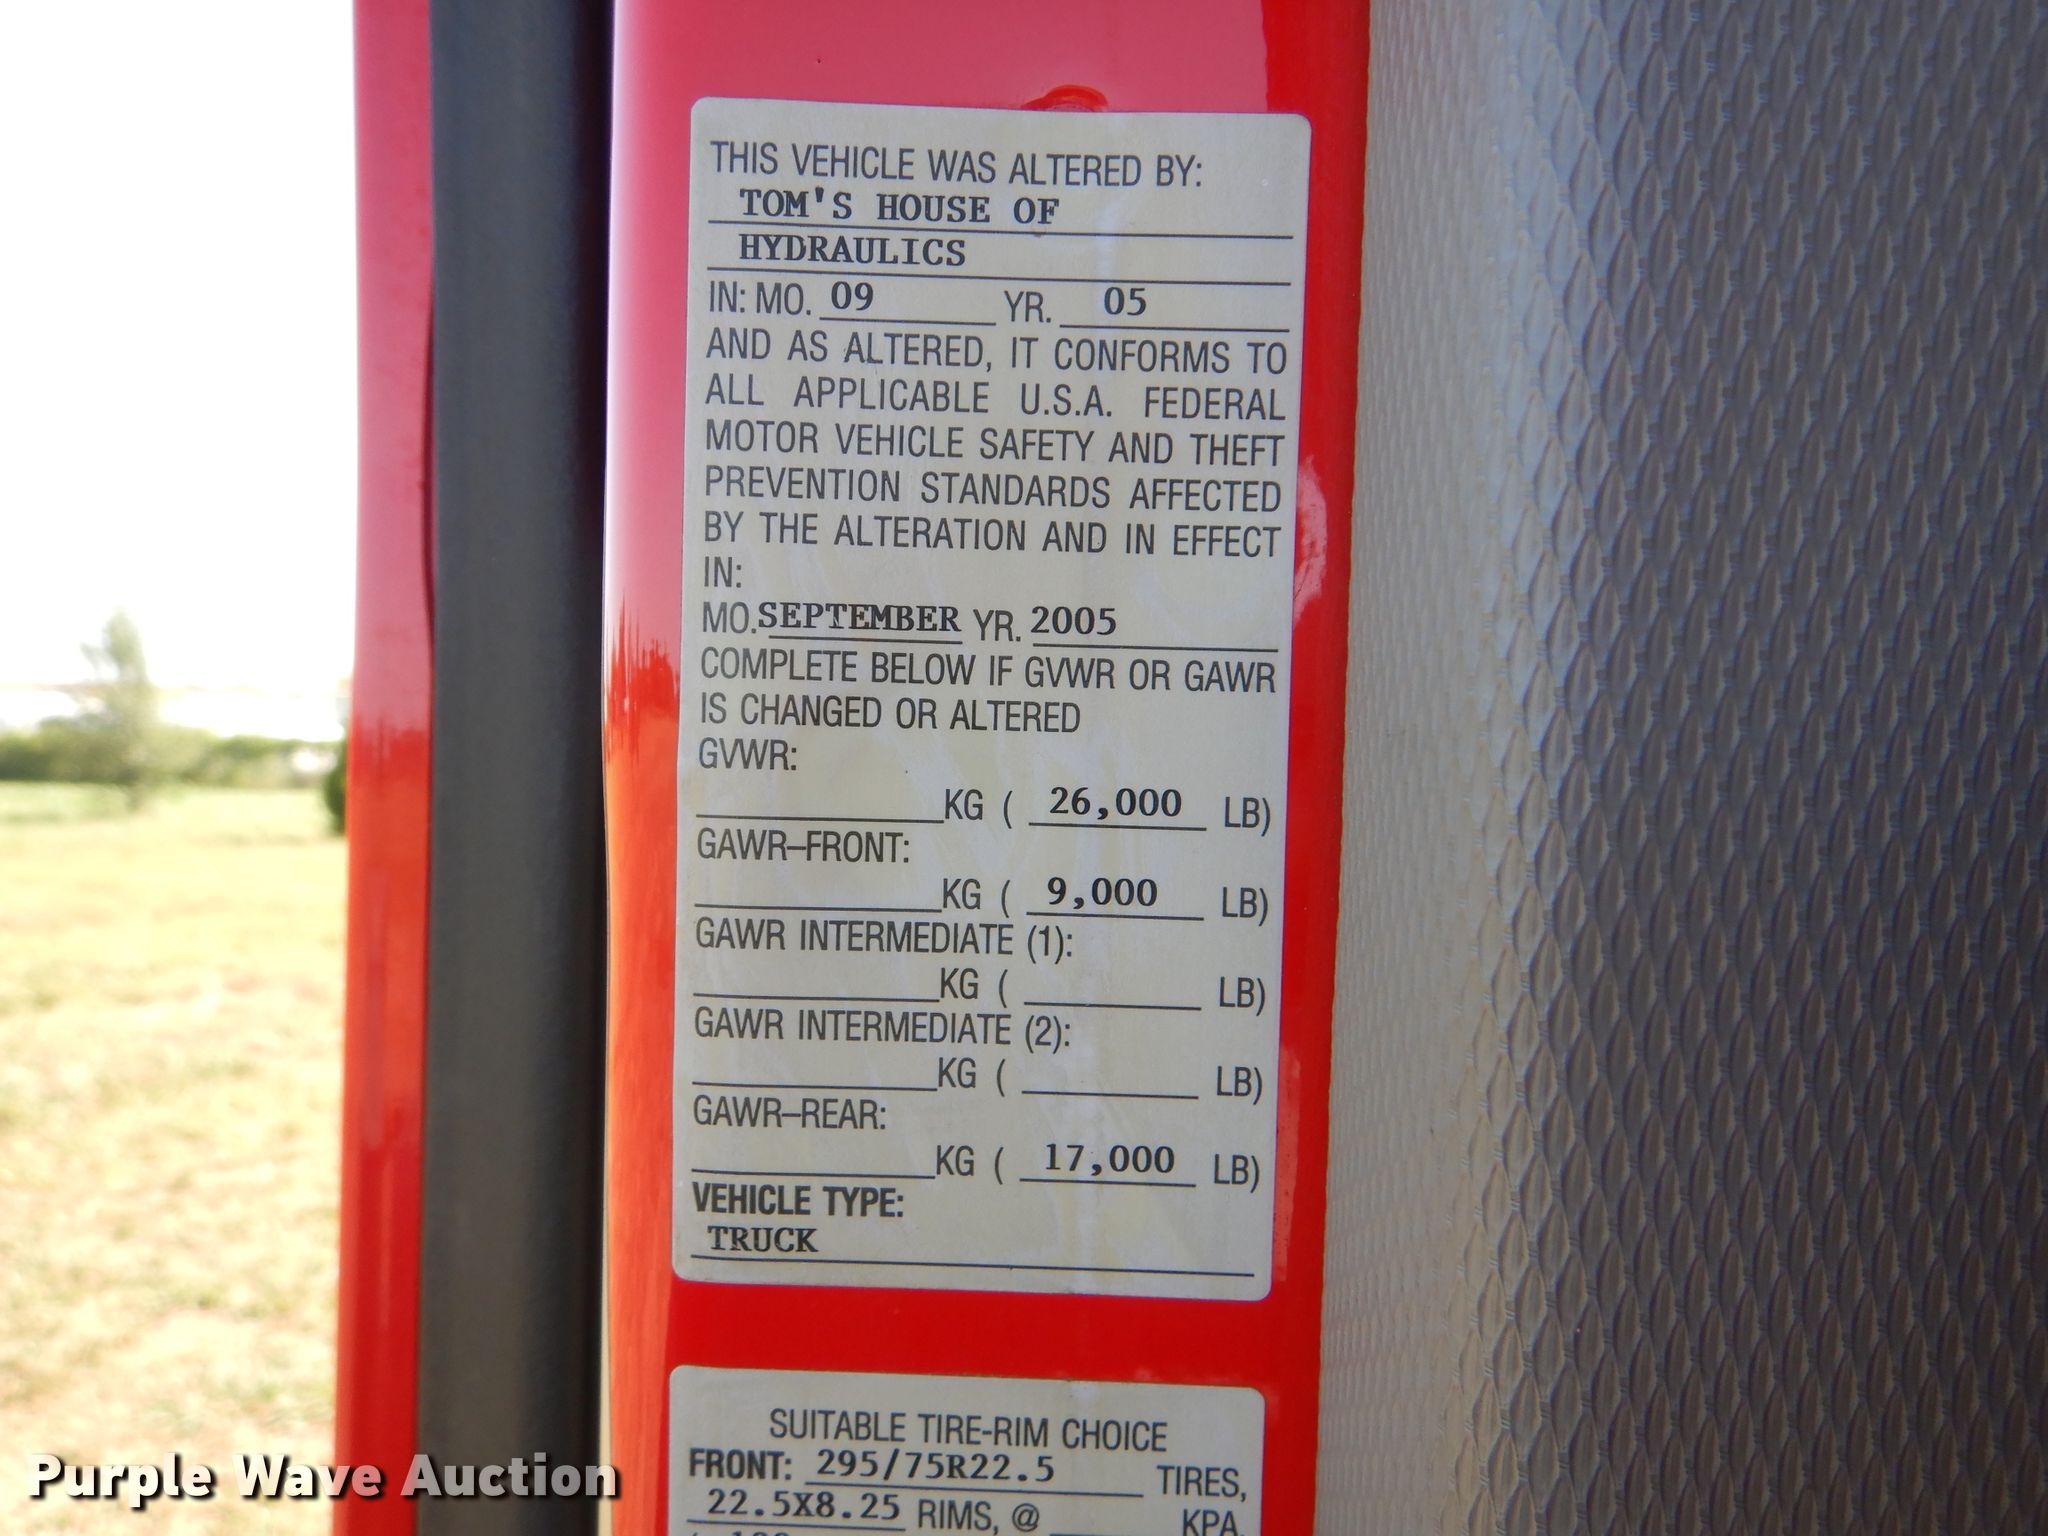 THIS VEHICLE WAS ALTERED BY:
TOM'S HOUSE OF
HYDRAULICS
IN: MO. 09 YR. 05
AND AS ALTERED, IT CONFORMS TO
ALL APPLICABLE U.S.A. FEDERAL
MOTOR VEHICLE SAFETY AND THEFT
PREVENTION STANDARDS AFFECTED
BY THE ALTERATION AND IN EFFECT
IN:
MO. SEPTEMBER YR. 2005
COMPLETE BELOW IF GVWR OR GAWR
IS CHANGED OR ALTERED
GVWR:
KG ( 26,000 LB)
GAWR–FRONT:
KG ( 9,000 LB)
GAWR INTERMEDIATE (1):
KG ( LB)
GAWR INTERMEDIATE (2):
KG ( LB)
GAWR–REAR:
KG ( 17,000 LB)
VEHICLE TYPE:
TRUCK
SUITABLE TIRE-RIM CHOICE
FRONT: 295/75R22.5 TIRES,
22.5X8.25 RIMS, @ KPA,
Purple Wave Auction